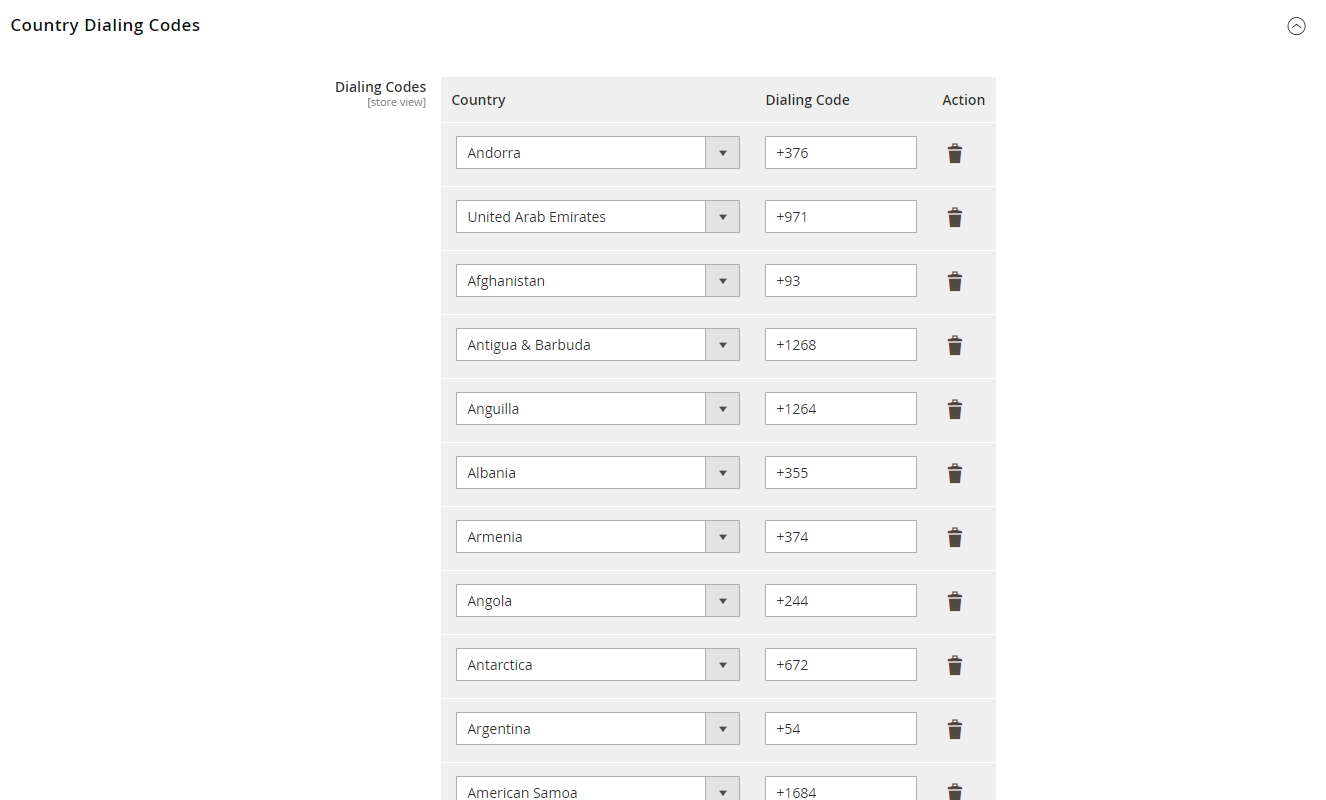 Country Dialing Codes
Dialing Codes
[store view]
Country Dialing Code Action
Andorra +376
United Arab Emirates +971
Afghanistan +93
Antigua & Barbuda +1268
Anguilla +1264
Albania +355
Armenia +374
Angola +244
Antarctica +672
Argentina +54
American Samoa +1684